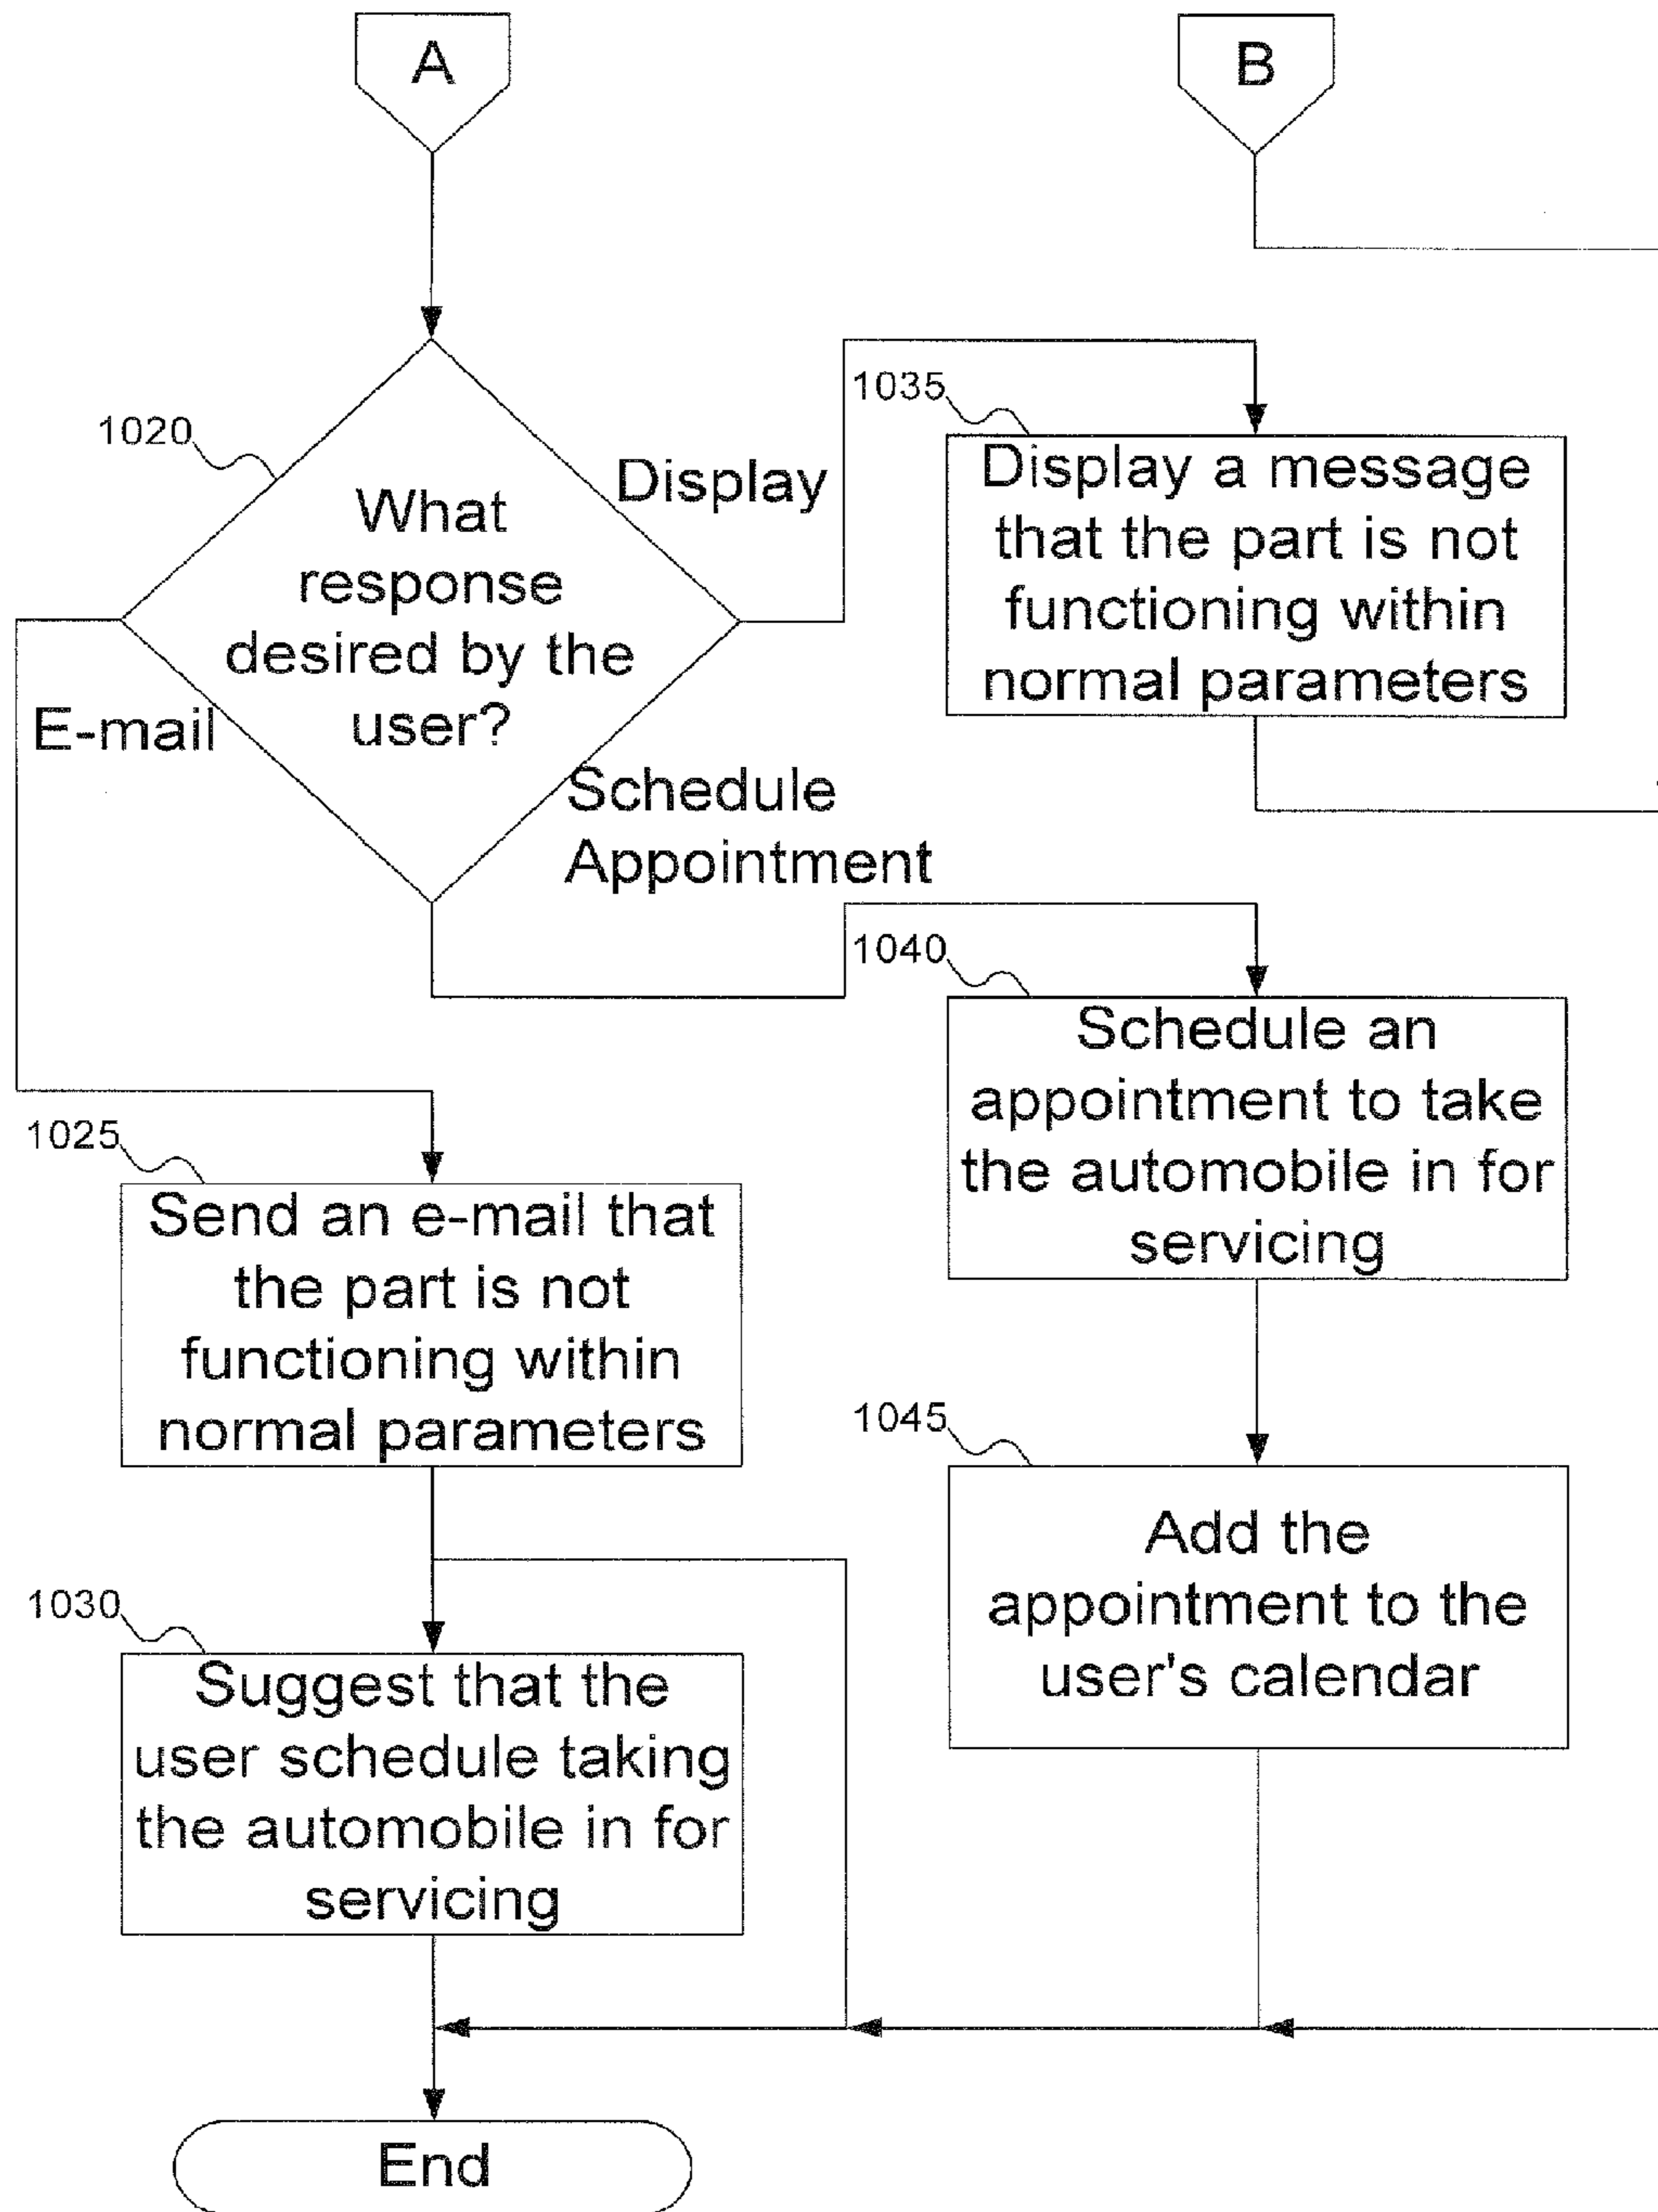 A
B
1020
What
response
desired by the
user?
Display
E-mail
Schedule
Appointment
1035
Display a message
that the part is not
functioning within
normal parameters
1040
Schedule an
appointment to take
the automobile in for
servicing
1025
Send an e-mail that
the part is not
functioning within
normal parameters
1045
Add the
appointment to the
user's calendar
1030
Suggest that the
user schedule taking
the automobile in for
servicing
End